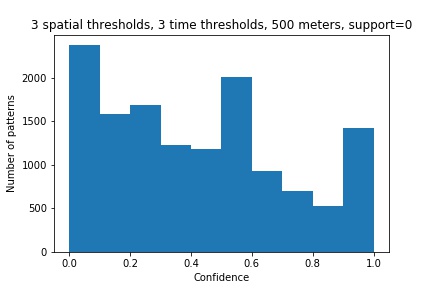 3 spatial thresholds, 3 time thresholds, 500 meters, support=0
Number of patterns
2000
1500
1000
500
0
0.0 0.2 0.4 0.6 0.8 1.0
Confidence